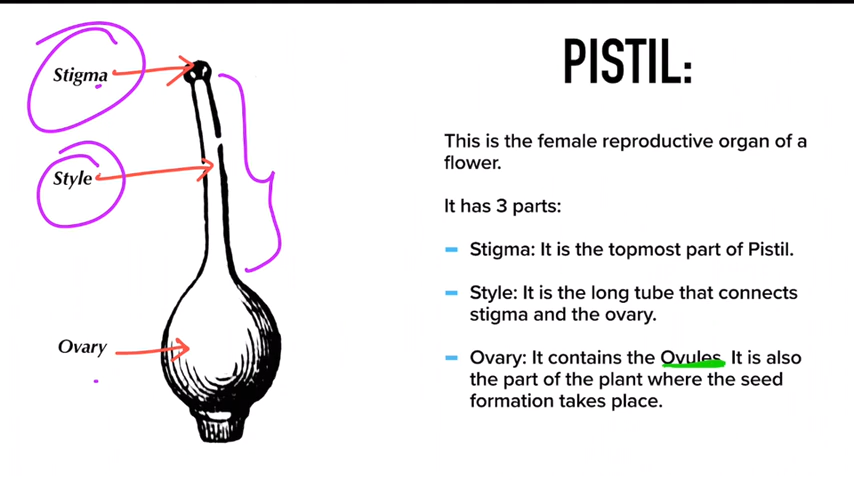 Stigma
Style
Ovary
PISTIL:
This is the female reproductive organ of a
flower.
It has 3 parts:
Stigma: It is the topmost part of Pistil.
Style: It is the long tube that connects
stigma and the ovary.
Ovary: It contains the Ovules. It is also
the part of the plant where the seed
formation takes place.